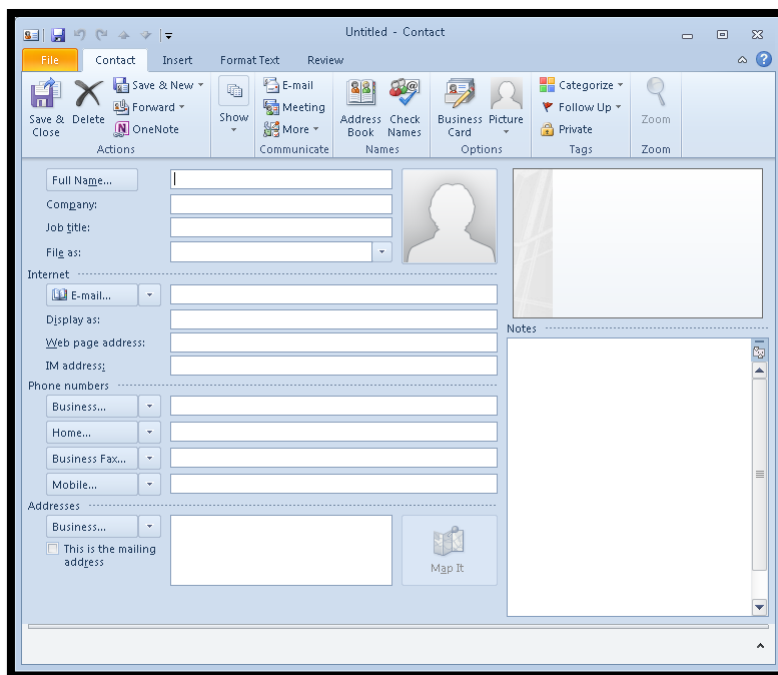 Untitled - Contact
File Contact Insert Format Text Review
Save & Close
Delete
Save & New
Forward
OneNote
Actions
Show
E-mail
Meeting
More
Communicate
Address Book
Check Names
Names
Business Card
Picture
Options
Categorize
Follow Up
Private
Tags
Zoom
Zoom
Full Name...
Company:
Job title:
File as:
Internet
E-mail...
Display as:
Web page address:
IM address:
Phone numbers
Business...
Home...
Business Fax...
Mobile...
Addresses
Business...
This is the mailing
address
Map It
Notes